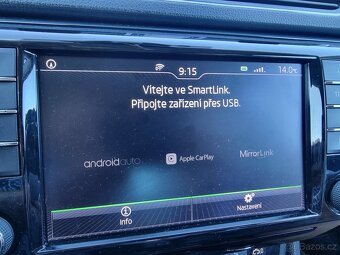 9:15
14.0°C
Vítejte ve SmartLink.
Připojte zařízení přes USB.
androidauto
Apple CarPlay
MirrorLink
Info
Nastavení